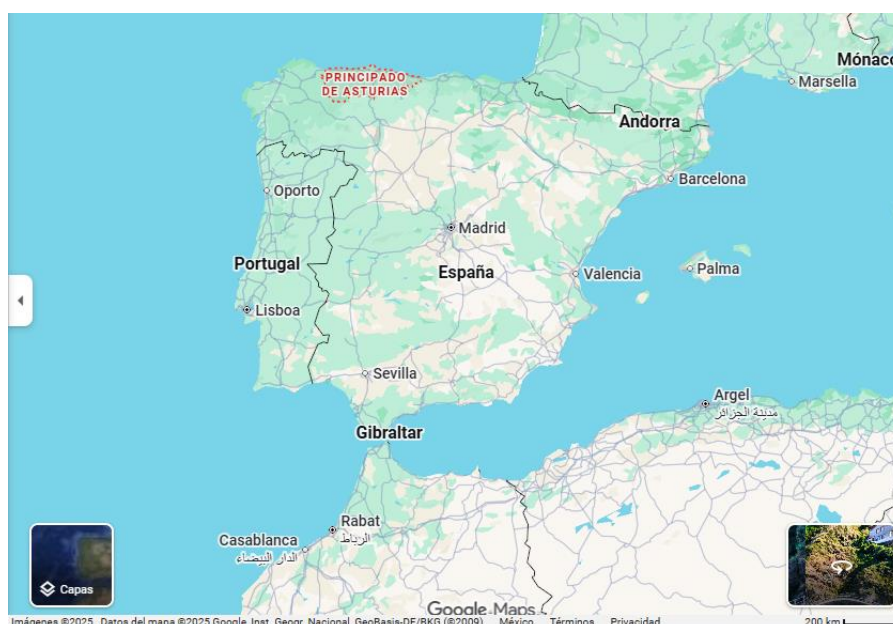 Mónaco
PRINCIPADO
DE ASTURIAS
Marsella
Andorra
Barcelona
Oporto
Madrid
Portugal
España
Valencia
Palma
Lisboa
Sevilla
Argel
مدينة الجزائر
Gibraltar
Rabat
الرباط
Casablanca
الدار البيضاء
Capas
Google Maps
Imágenes ©2025, Datos del mapa ©2025 Google, Inst. Geogr. Nacional, GeoBasis-DE/BKG (©2009) México Términos Privacidad 200 km